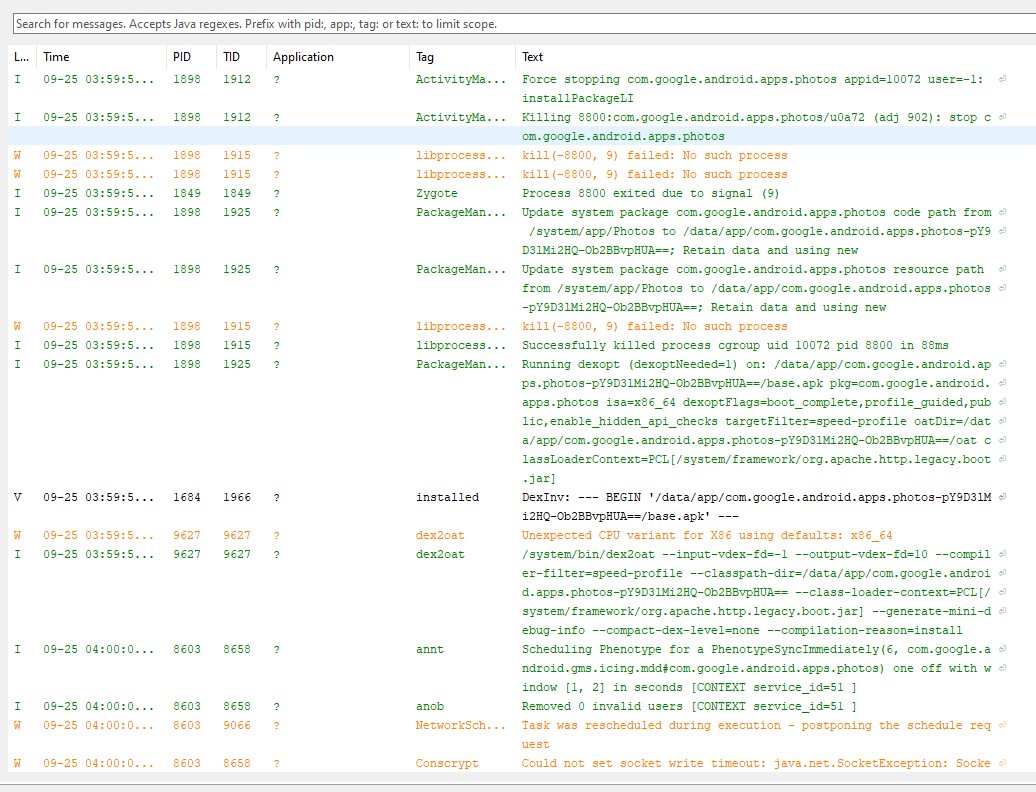 Search for messages. Accepts Java regexes. Prefix with pid:, app:, tag: or text: to limit scope.
L... Time PID TID Application Tag Text
I 09-25 03:59:5... 1898 1912 ? ActivityMa... Force stopping com.google.android.apps.photos appid=10072 user=-1:
installPackageLI
I 09-25 03:59:5... 1898 1912 ? ActivityMa... Killing 8800:com.google.android.apps.photos/u0a72 (adj 902): stop c
om.google.android.apps.photos
W 09-25 03:59:5... 1898 1915 ? libprocess... kill(-8800, 9) failed: No such process
W 09-25 03:59:5... 1898 1915 ? libprocess... kill(-8800, 9) failed: No such process
I 09-25 03:59:5... 1849 1849 ? Zygote Process 8800 exited due to signal (9)
I 09-25 03:59:5... 1898 1925 ? PackageMan... Update system package com.google.android.apps.photos code path from
/system/app/Photos to /data/app/com.google.android.apps.photos-pY9
D3lMi2HQ-Ob2BBvpHUA==; Retain data and using new
I 09-25 03:59:5... 1898 1925 ? PackageMan... Update system package com.google.android.apps.photos resource path
from /system/app/Photos to /data/app/com.google.android.apps.photos
-pY9D3lMi2HQ-Ob2BBvpHUA==; Retain data and using new
W 09-25 03:59:5... 1898 1915 ? libprocess... kill(-8800, 9) failed: No such process
I 09-25 03:59:5... 1898 1915 ? libprocess... Successfully killed process cgroup uid 10072 pid 8800 in 88ms
I 09-25 03:59:5... 1898 1925 ? PackageMan... Running dexopt (dexoptNeeded=1) on: /data/app/com.google.android.ap
ps.photos-pY9D3lMi2HQ-Ob2BBvpHUA==/base.apk pkg=com.google.android.
apps.photos isa=x86_64 dexoptFlags=boot_complete,profile_guided,pub
lic,enable_hidden_api_checks targetFilter=speed-profile oatDir=/dat
a/app/com.google.android.apps.photos-pY9D3lMi2HQ-Ob2BBvpHUA==/oat c
lassLoaderContext=PCL[/system/framework/org.apache.http.legacy.boot
.jar]
V 09-25 03:59:5... 1684 1966 ? installed DexInv: --- BEGIN '/data/app/com.google.android.apps.photos-pY9D3lM
i2HQ-Ob2BBvpHUA==/base.apk' ---
W 09-25 03:59:5... 9627 9627 ? dex2oat Unexpected CPU variant for X86 using defaults: x86_64
I 09-25 03:59:5... 9627 9627 ? dex2oat /system/bin/dex2oat --input-vdex-fd=-1 --output-vdex-fd=10 --compil
er-filter=speed-profile --classpath-dir=/data/app/com.google.androi
d.apps.photos-pY9D3lMi2HQ-Ob2BBvpHUA== --class-loader-context=PCL[/
system/framework/org.apache.http.legacy.boot.jar] --generate-mini-d
ebug-info --compact-dex-level=none --compilation-reason=install
I 09-25 04:00:0... 8603 8658 ? annt Scheduling Phenotype for a PhenotypeSyncImmediately(6, com.google.a
ndroid.gms.icing.mdd#com.google.android.apps.photos) one off with w
indow [1, 2] in seconds [CONTEXT service_id=51 ]
I 09-25 04:00:0... 8603 8658 ? anob Removed 0 invalid users [CONTEXT service_id=51 ]
W 09-25 04:00:0... 8603 9066 ? NetworkSch... Task was rescheduled during execution - postponing the schedule req
uest
W 09-25 04:00:0... 8603 8658 ? Conscrypt Could not set socket write timeout: java.net.SocketException: Socke